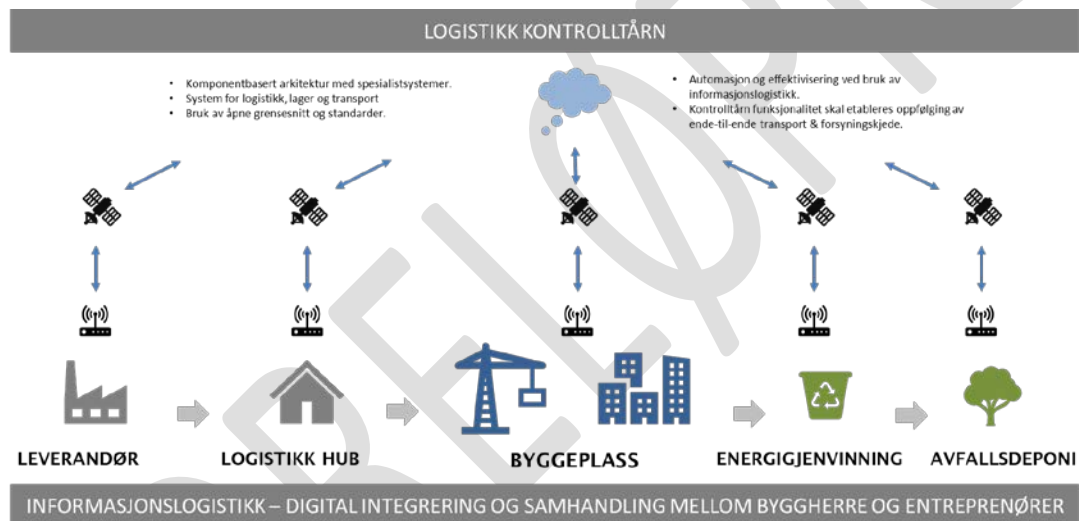 LOGISTIKK KONTROLLTÅRN
• Komponentbasert arkitektur med spesialistsystemer.
• System for logistikk, lager og transport
• Bruk av åpne grensesnitt og standarder.
• Automasjon og effektivisering ved bruk av
informasjonslogistikk.
• Kontrolltårn funksjonalitet skal etableres oppfølging av
ende-til-ende transport & forsyningskjede.
LEVERANDØR
LOGISTIKK HUB
BYGGEPLASS
ENERGIGJENVINNING
AVFALLSDEPONI
INFORMASJONSLOGISTIKK – DIGITAL INTEGRERING OG SAMHANDLING MELLOM BYGGHERRE OG ENTREPRENØRER